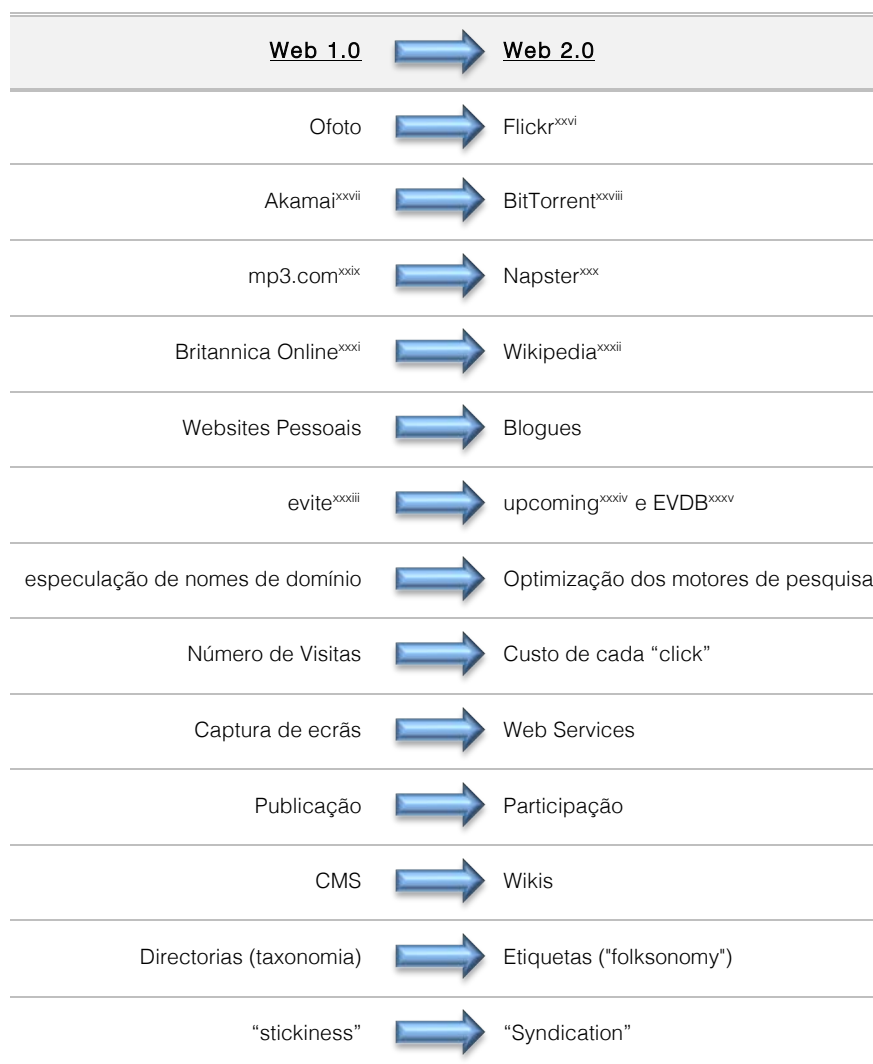 Web 1.0 Web 2.0
Ofoto Flickrxxvi
Akamaixxvii BitTorrentxxviii
mp3.comxxix Napsterxxx
Britannica Onlinexxxi Wikipediaxxxii
Websites Pessoais Blogues
evitexxxiii upcomingxxxiv e EVDBxxxv
especulação de nomes de domínio Optimização dos motores de pesquisa
Número de Visitas Custo de cada “click”
Captura de ecrãs Web Services
Publicação Participação
CMS Wikis
Directorias (taxonomia) Etiquetas ("folksonomy")
“stickiness” “Syndication”